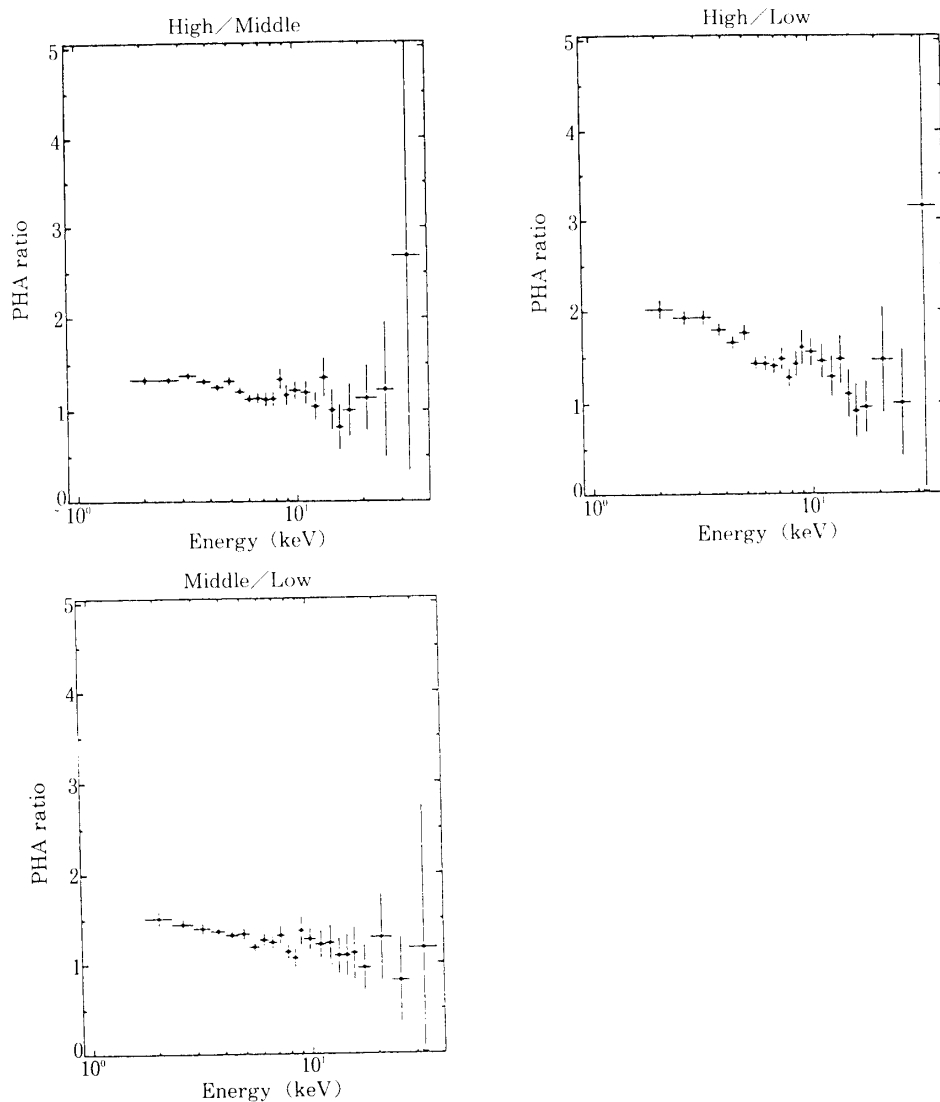 High/Middle
5
4
3
2
1
0
10⁰
10¹
PHA ratio
Energy (keV)
High/Low
5
4
3
2
1
0
10⁰
10¹
PHA ratio
Energy (keV)
Middle/Low
5
4
3
2
1
0
10⁰
10¹
PHA ratio
Energy (keV)